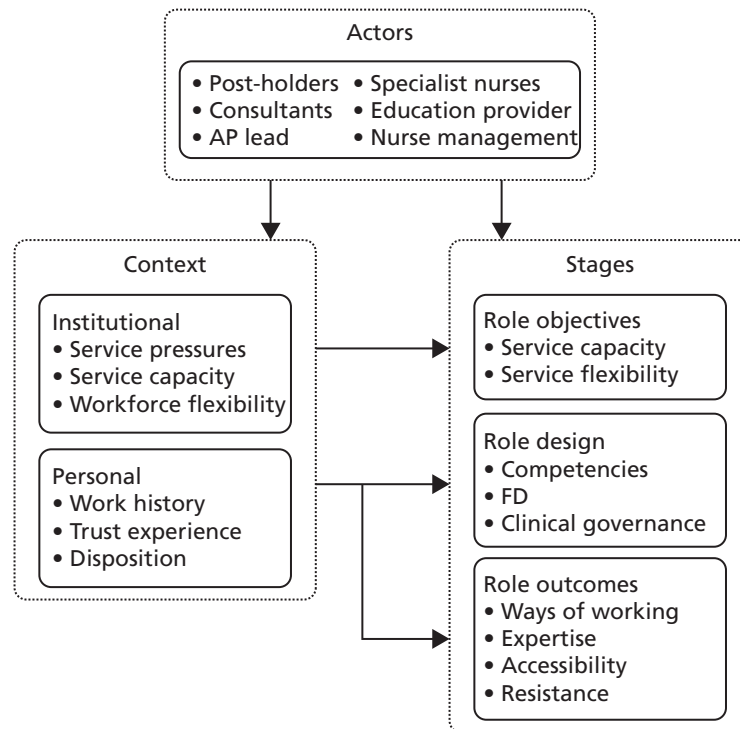 Actors
• Post-holders • Specialist nurses
• Consultants • Education provider
• AP lead • Nurse management
Context
Institutional
• Service pressures
• Service capacity
• Workforce flexibility
Personal
• Work history
• Trust experience
• Disposition
Stages
Role objectives
• Service capacity
• Service flexibility
Role design
• Competencies
• FD
• Clinical governance
Role outcomes
• Ways of working
• Expertise
• Accessibility
• Resistance